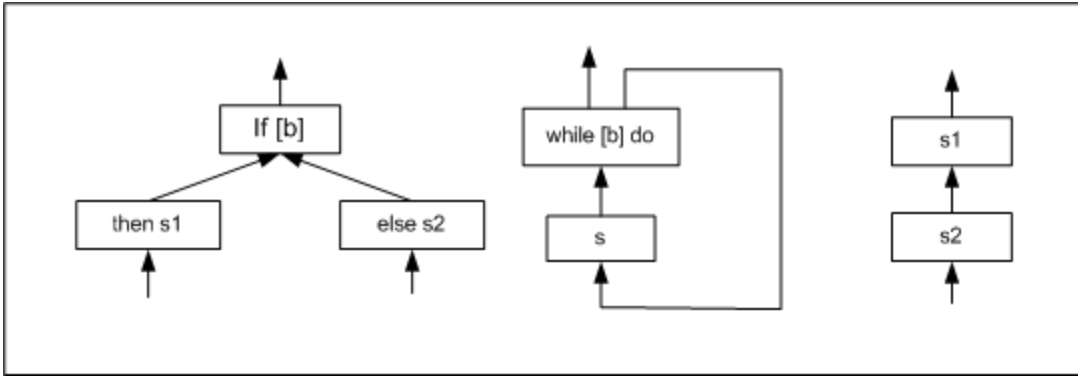 If [b]
then s1
else s2
while [b] do
s
s1
s2